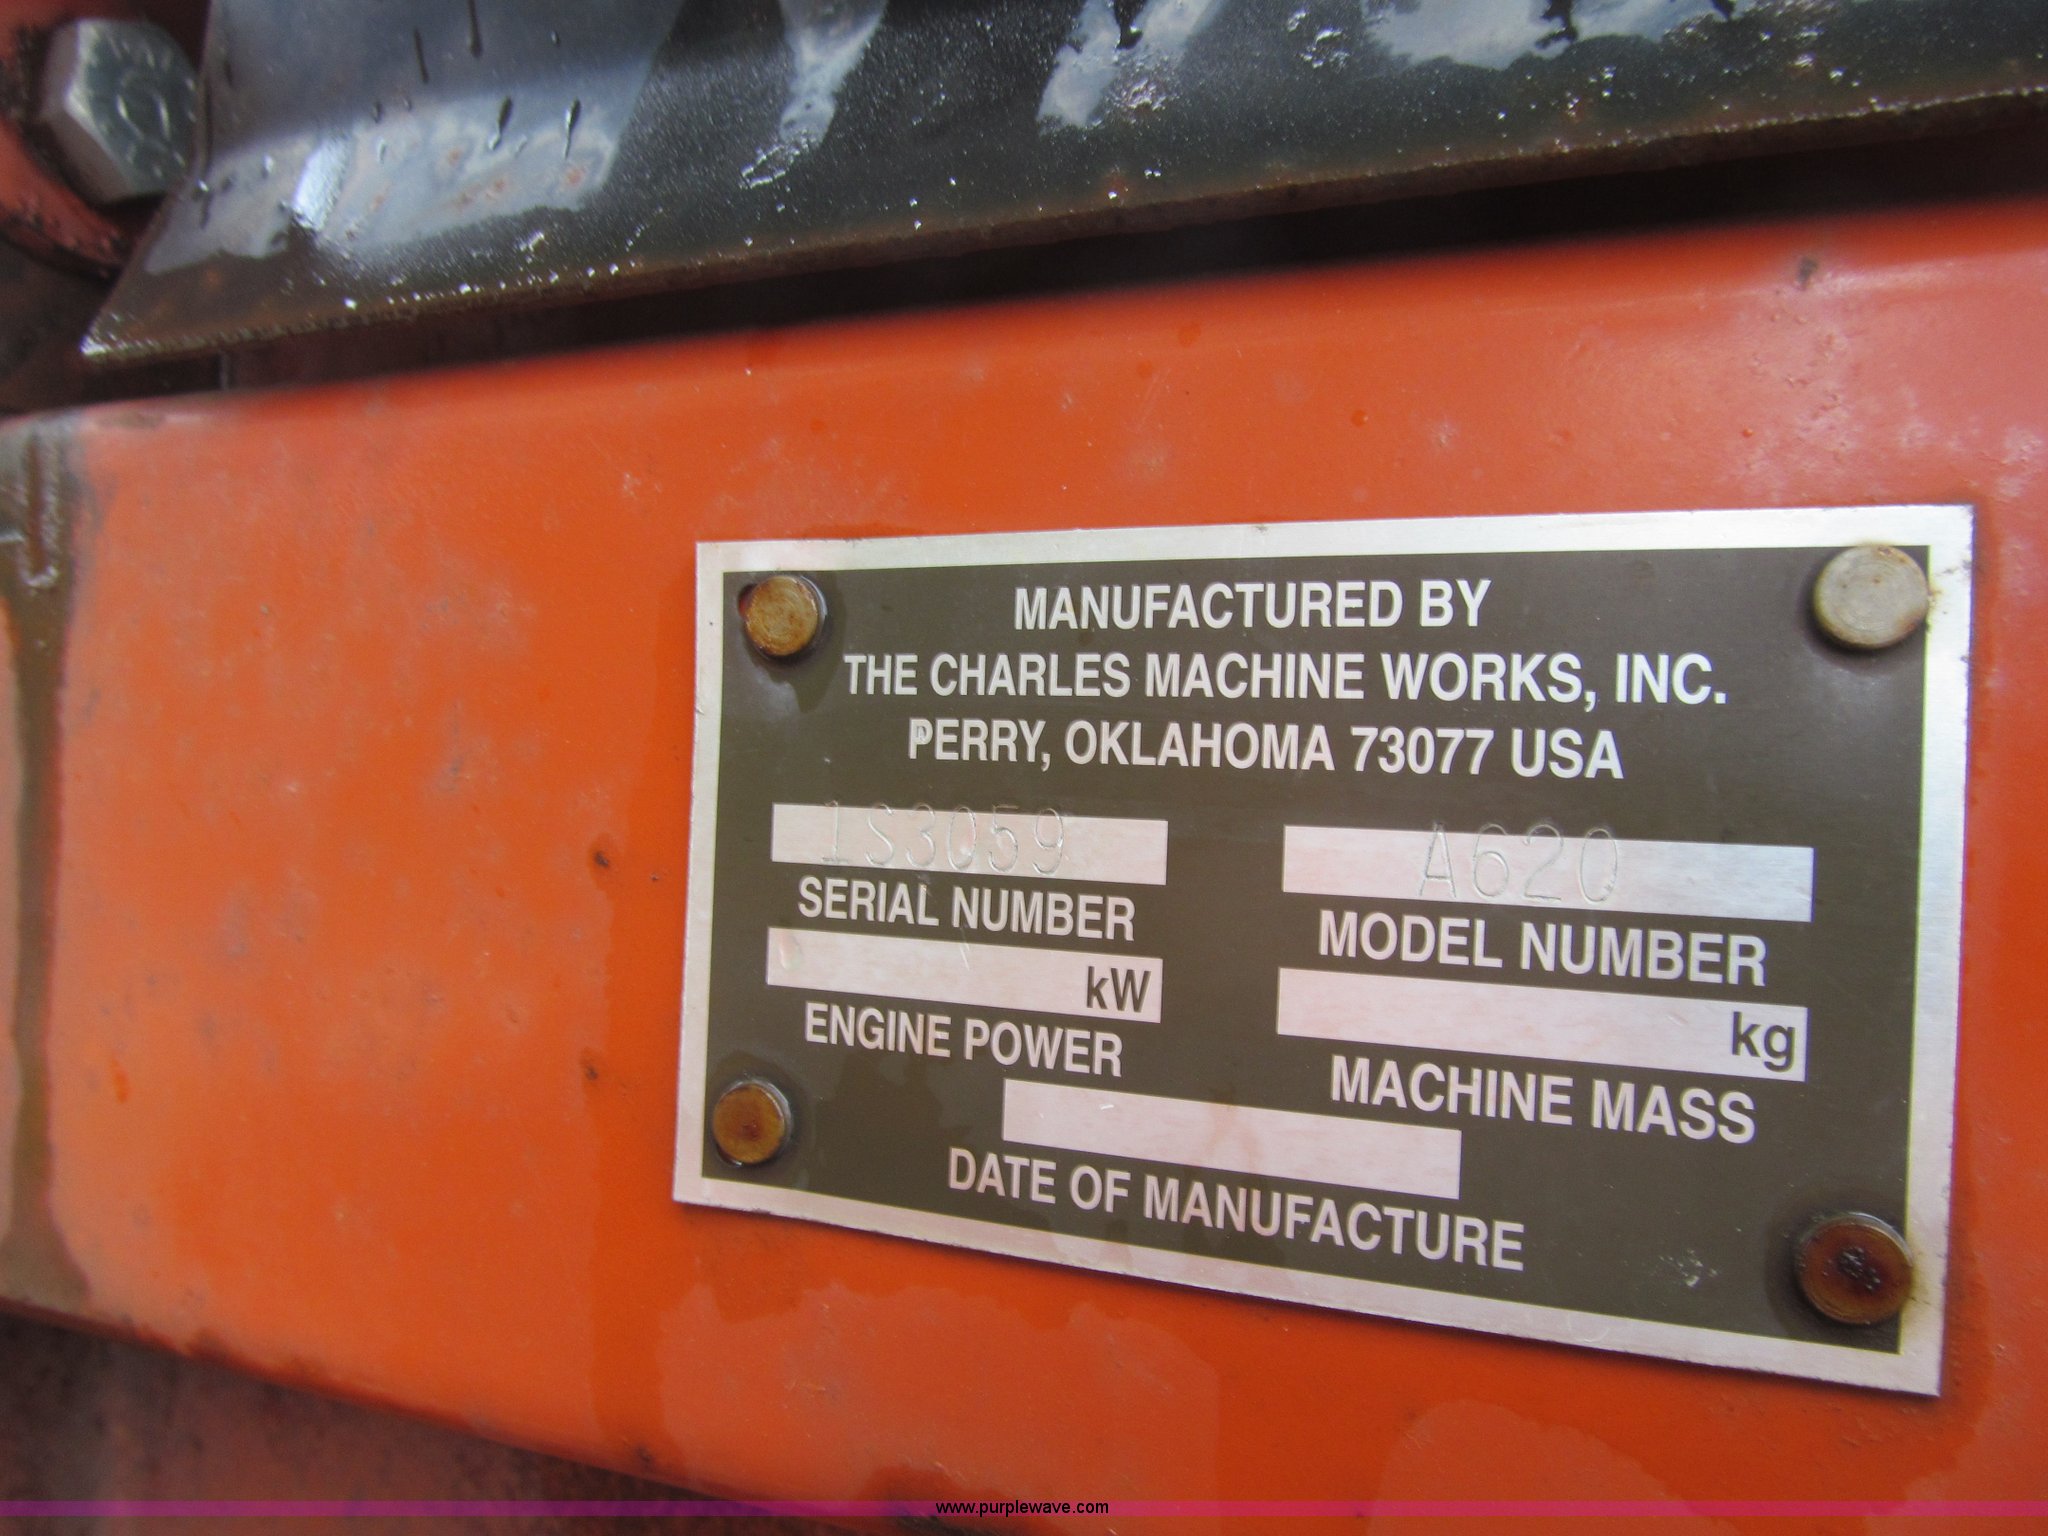 MANUFACTURED BY
THE CHARLES MACHINE WORKS, INC.
PERRY, OKLAHOMA 73077 USA
1S3059 A620
SERIAL NUMBER MODEL NUMBER
kW kg
ENGINE POWER MACHINE MASS
DATE OF MANUFACTURE
www.purplewave.com